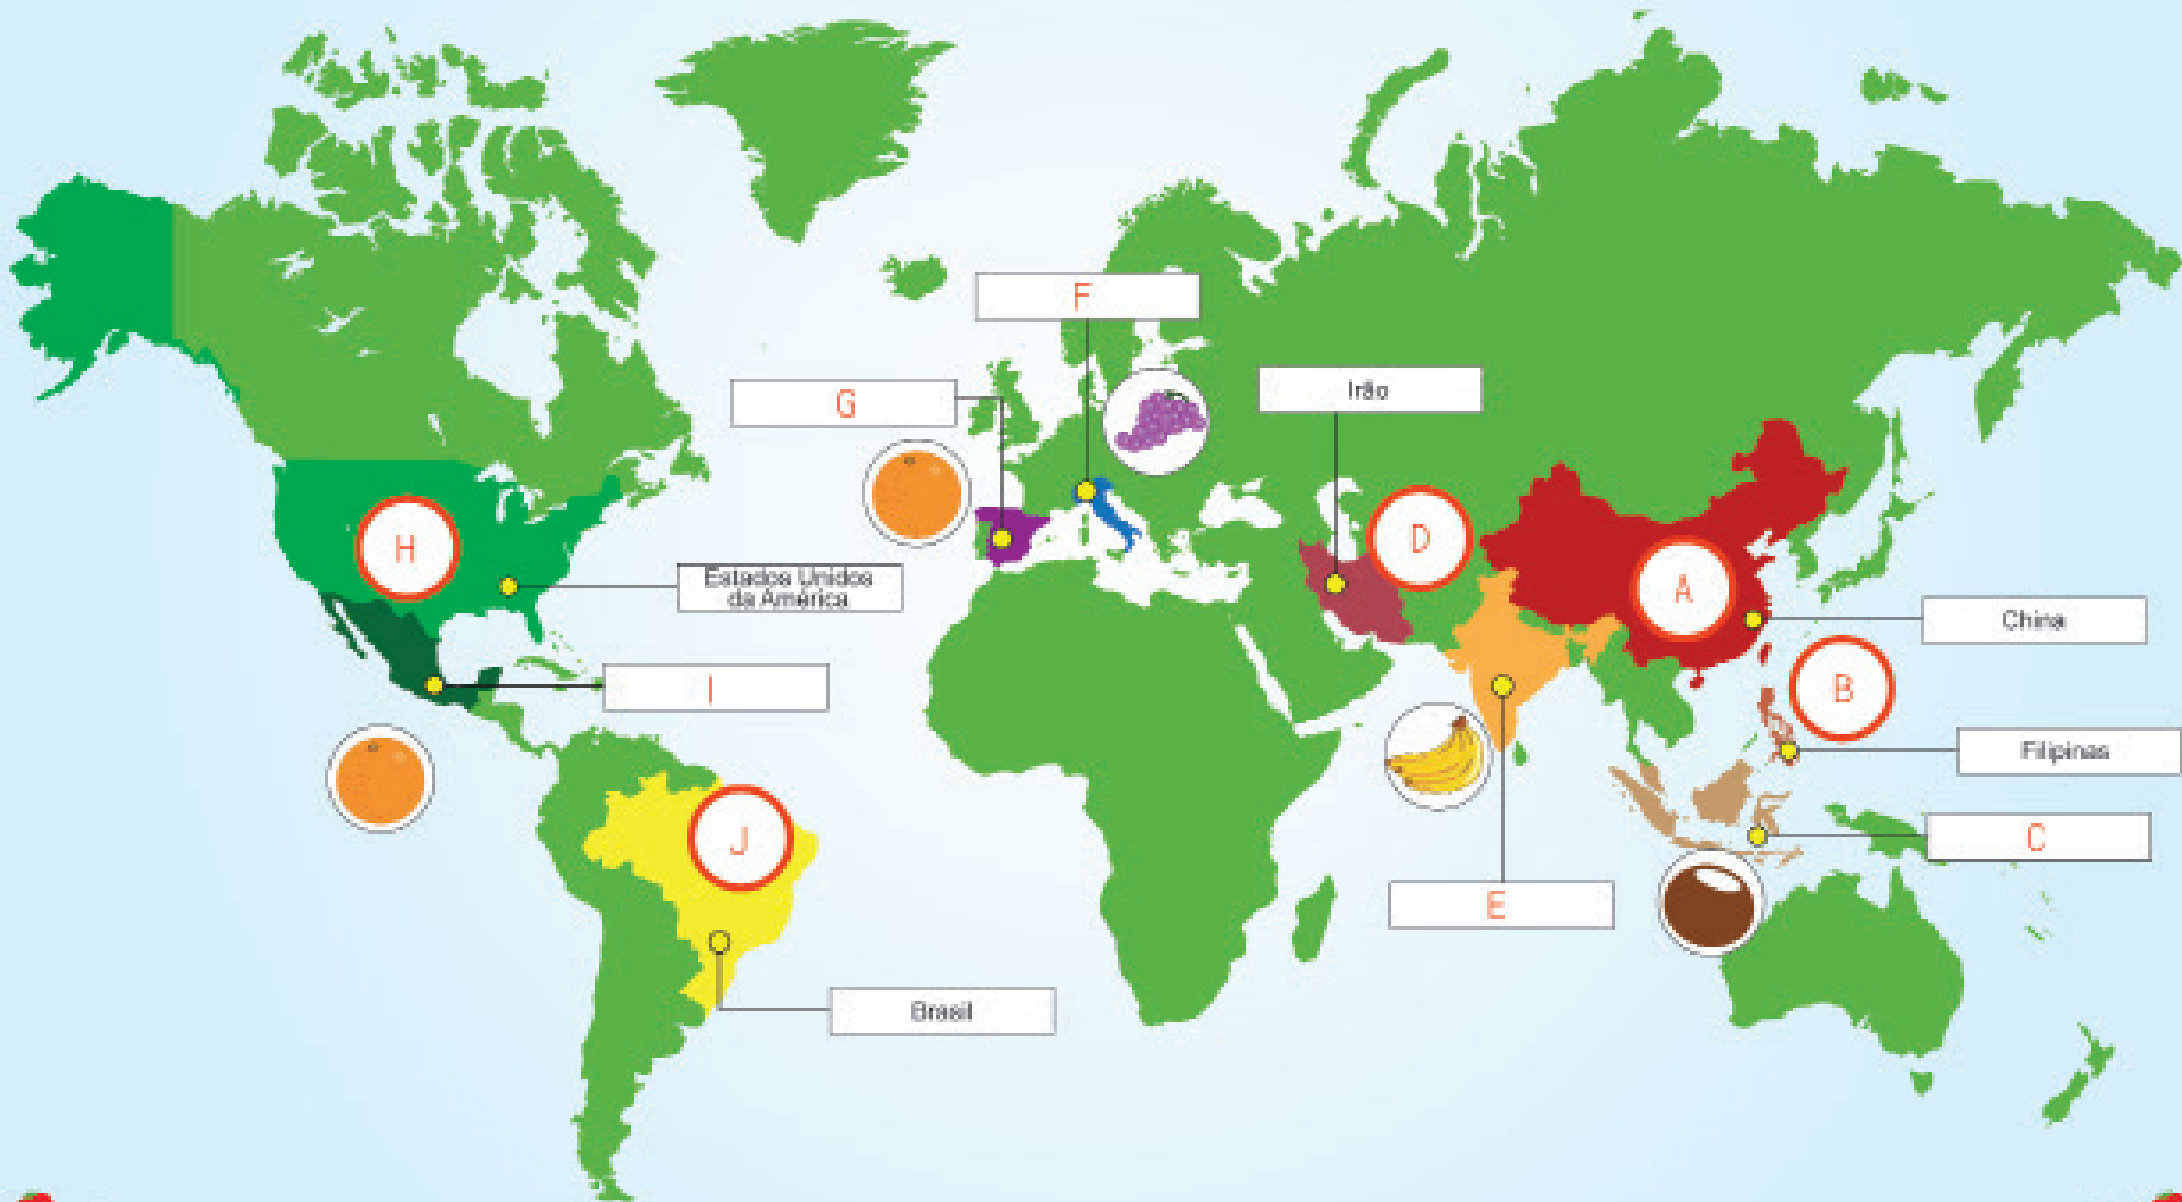 F
Irão
G
D
H
Estados Unidos
da América
A
China
I
B
Filipinas
J
C
E
Brasil